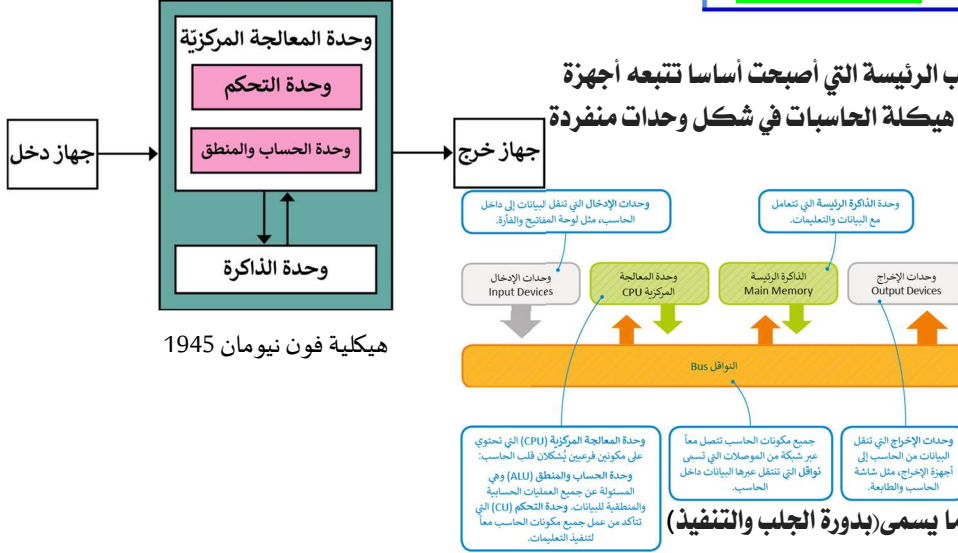 وحدة المعالجة المركزيّة
وحدة التحكم
وحدة الحساب والمنطق
جهاز دخل
جهاز خرج
وحدة الذاكرة
هيكلية فون نيومان 1945
الرئيسة التي أصبحت أساسا تتبعه أجهزة
هيكلة الحاسبات في شكل وحدات منفردة
وحدة الذاكرة الرئيسة التي تتعامل
مع البيانات والتعليمات.
وحدات الإدخال التي تنقل البيانات إلى داخل
الحاسب، مثل لوحة المفاتيح والفأرة.
وحدات الإخراج
Output Devices
الذاكرة الرئيسة
Main Memory
وحدة المعالجة
المركزية CPU
وحدات الإدخال
Input Devices
النواقل Bus
وحدات الإخراج التي تنقل
البيانات من الحاسب إلى
أجهزة الإخراج، مثل شاشة
الحاسب والطابعة.
جميع مكونات الحاسب تتصل معاً
عبر شبكة من الموصلات التي تسمى
نواقل التي تنتقل عبرها البيانات داخل
الحاسب.
وحدة المعالجة المركزية (CPU) التي تحتوي
على مكونين فرعيين يُشكلان قلب الحاسب:
وحدة الحساب والمنطق (ALU) وهي
المسئولة عن جميع العمليات الحسابية
والمنطقية للبيانات. وحدة التحكم (CU) التي
تتأكد من عمل جميع مكونات الحاسب معاً
لتنفيذ التعليمات.
ما يسمى(بدورة الجلب والتنفيذ)